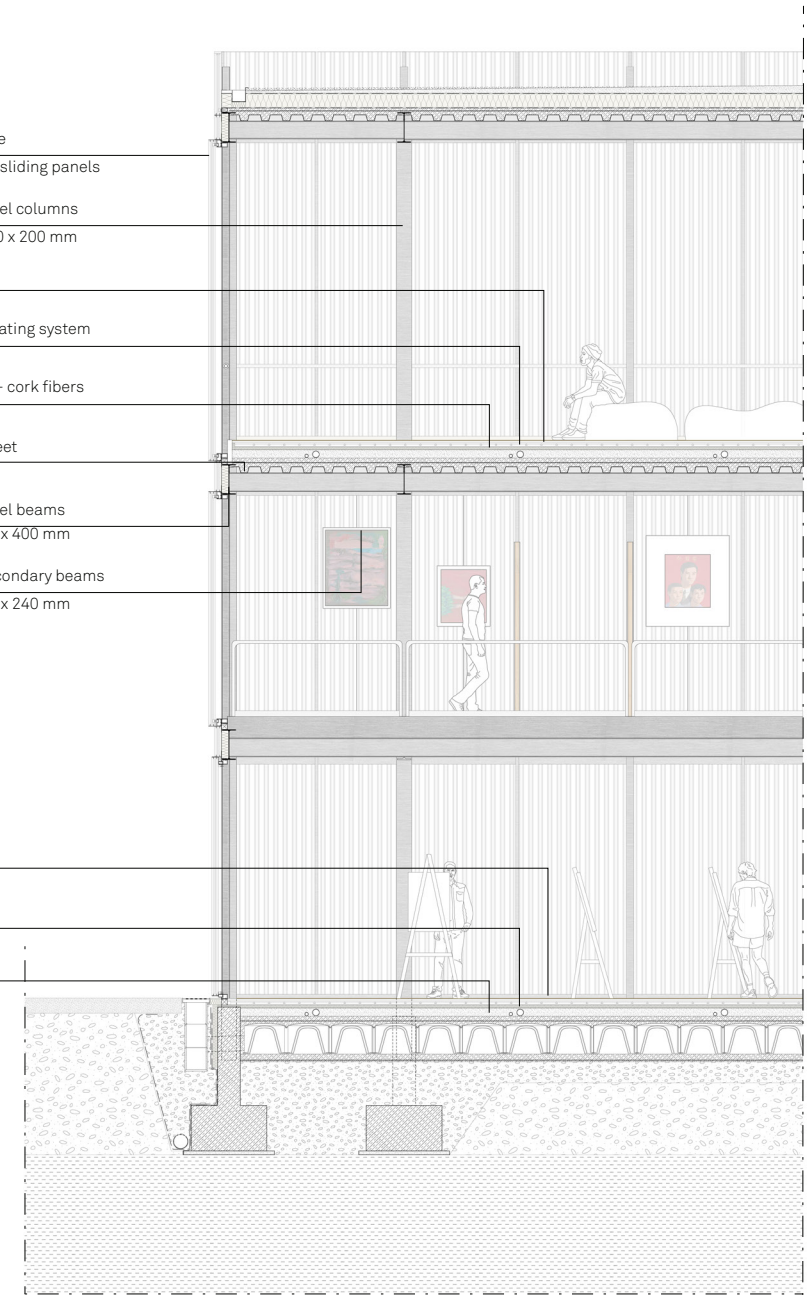 e
sliding panels
el columns
0 x 200 mm
ating system
- cork fibers
eet
el beams
x 400 mm
condary beams
x 240 mm